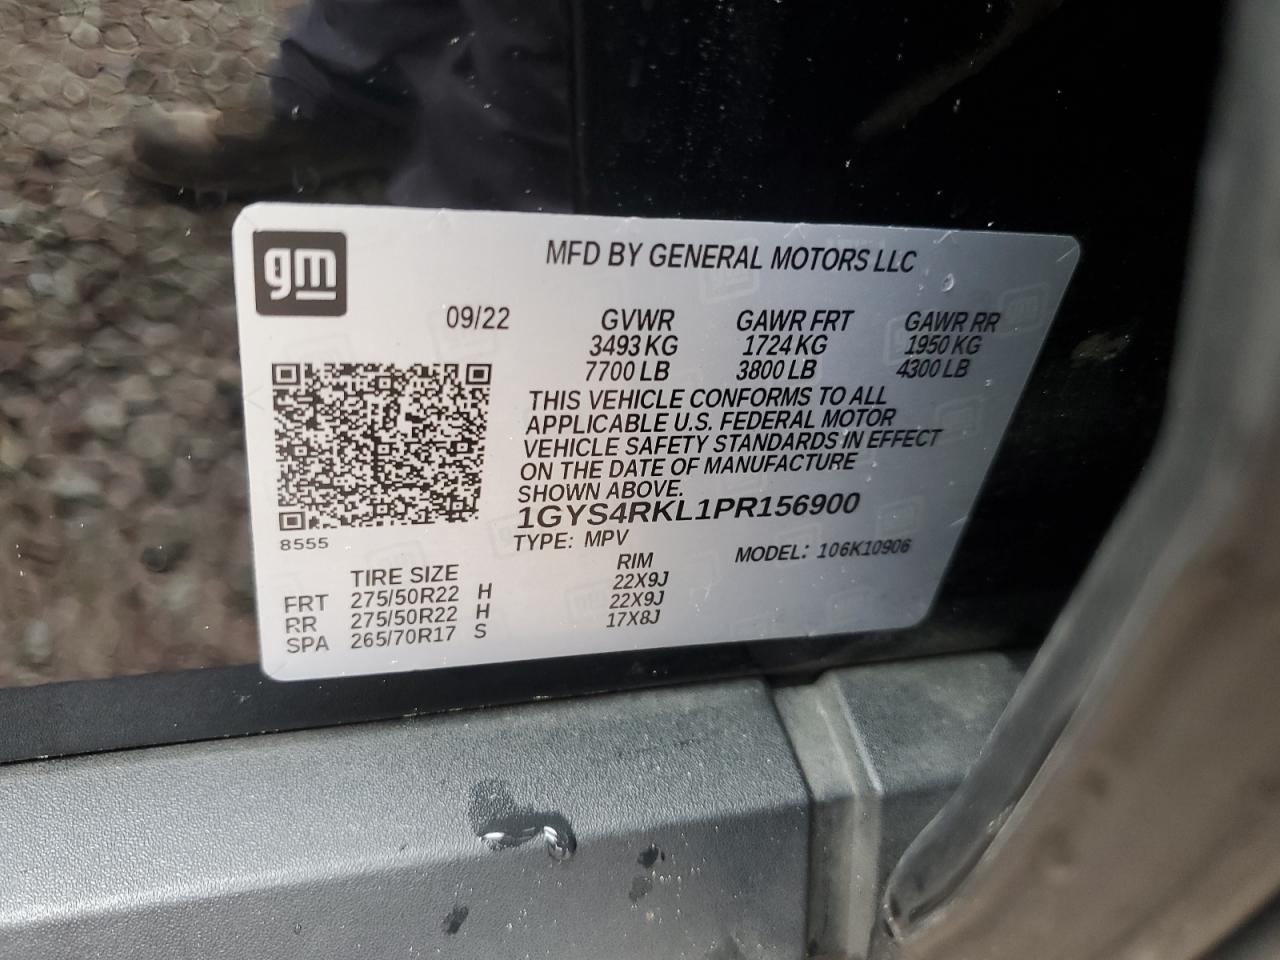 gm
MFD BY GENERAL MOTORS LLC
09/22 GVWR GAWR FRT GAWR RR
3493 KG 1724 KG 1950 KG
7700 LB 3800 LB 4300 LB
THIS VEHICLE CONFORMS TO ALL
APPLICABLE U.S. FEDERAL MOTOR
VEHICLE SAFETY STANDARDS IN EFFECT
ON THE DATE OF MANUFACTURE
SHOWN ABOVE.
1GYS4RKL1PR156900
8555
TYPE: MPV MODEL: 106K10906
TIRE SIZE RIM
FRT 275/50R22 H 22X9J
RR 275/50R22 H 22X9J
SPA 265/70R17 S 17X8J